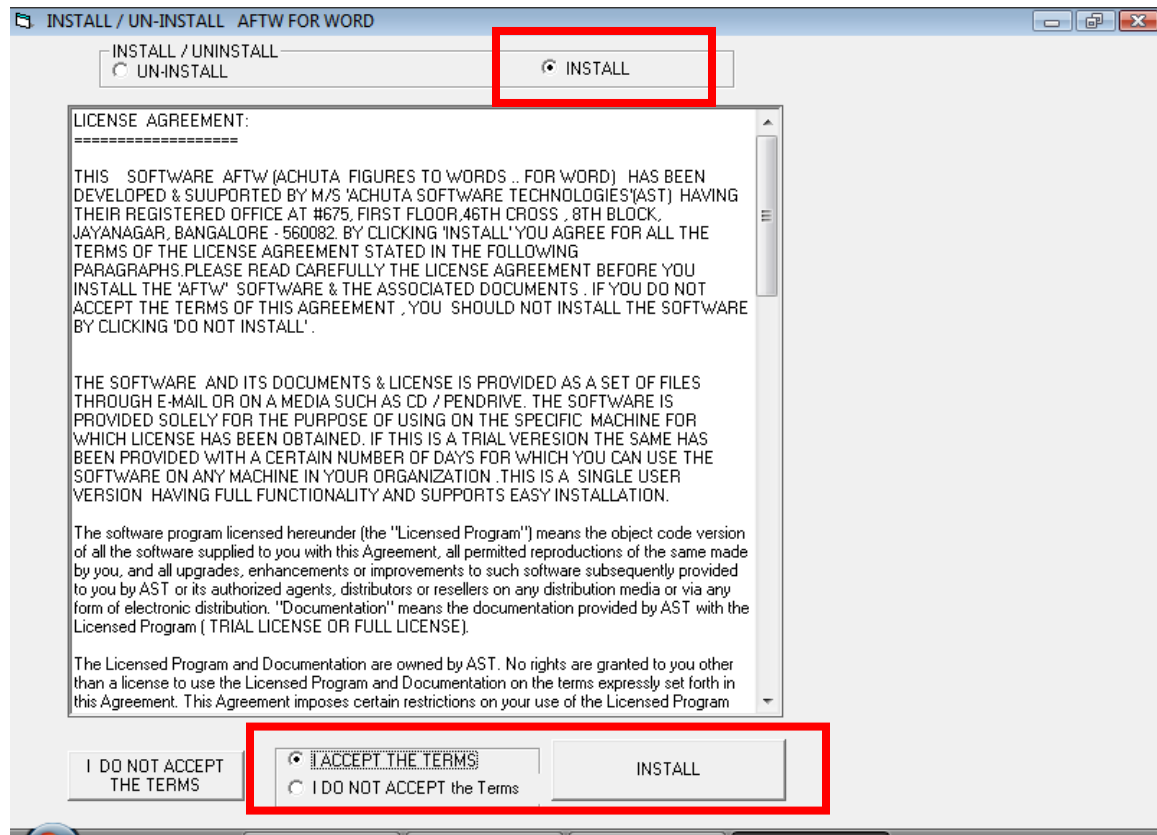 INSTALL / UN-INSTALL AFTW FOR WORD
INSTALL / UNINSTALL
UN-INSTALL
INSTALL
LICENSE AGREEMENT:
===================
THIS SOFTWARE AFTW (ACHUTA FIGURES TO WORDS .. FOR WORD) HAS BEEN
DEVELOPED & SUUPORTED BY M/S 'ACHUTA SOFTWARE TECHNOLOGIES'(AST) HAVING
THEIR REGISTERED OFFICE AT #675, FIRST FLOOR,46TH CROSS , 8TH BLOCK,
JAYANAGAR, BANGALORE - 560082. BY CLICKING 'INSTALL' YOU AGREE FOR ALL THE
TERMS OF THE LICENSE AGREEMENT STATED IN THE FOLLOWING
PARAGRAPHS.PLEASE READ CAREFULLY THE LICENSE AGREEMENT BEFORE YOU
INSTALL THE 'AFTW' SOFTWARE & THE ASSOCIATED DOCUMENTS . IF YOU DO NOT
ACCEPT THE TERMS OF THIS AGREEMENT , YOU SHOULD NOT INSTALL THE SOFTWARE
BY CLICKING 'DO NOT INSTALL' .
THE SOFTWARE AND ITS DOCUMENTS & LICENSE IS PROVIDED AS A SET OF FILES
THROUGH E-MAIL OR ON A MEDIA SUCH AS CD / PENDRIVE. THE SOFTWARE IS
PROVIDED SOLELY FOR THE PURPOSE OF USING ON THE SPECIFIC MACHINE FOR
WHICH LICENSE HAS BEEN OBTAINED. IF THIS IS A TRIAL VERESION THE SAME HAS
BEEN PROVIDED WITH A CERTAIN NUMBER OF DAYS FOR WHICH YOU CAN USE THE
SOFTWARE ON ANY MACHINE IN YOUR ORGANIZATION .THIS IS A SINGLE USER
VERSION HAVING FULL FUNCTIONALITY AND SUPPORTS EASY INSTALLATION.
The software program licensed hereunder (the "Licensed Program") means the object code version
of all the software supplied to you with this Agreement, all permitted reproductions of the same made
by you, and all upgrades, enhancements or improvements to such software subsequently provided
to you by AST or its authorized agents, distributors or resellers on any distribution media or via any
form of electronic distribution. "Documentation" means the documentation provided by AST with the
Licensed Program ( TRIAL LICENSE OR FULL LICENSE).
The Licensed Program and Documentation are owned by AST. No rights are granted to you other
than a license to use the Licensed Program and Documentation on the terms expressly set forth in
this Agreement. This Agreement imposes certain restrictions on your use of the Licensed Program
I DO NOT ACCEPT
THE TERMS
I ACCEPT THE TERMS
I DO NOT ACCEPT the Terms
INSTALL